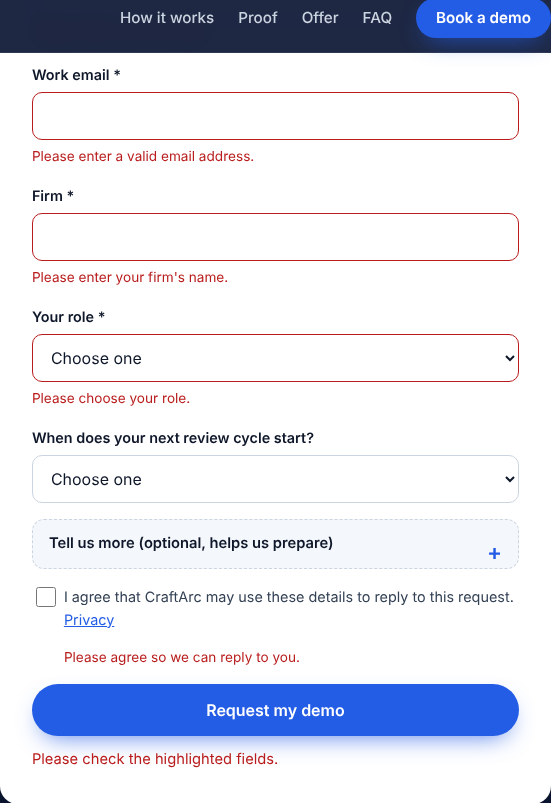 How it works Proof Offer FAQ Book a demo
Work email *
Please enter a valid email address.
Firm *
Please enter your firm's name.
Your role *
Choose one
Please choose your role.
When does your next review cycle start?
Choose one
Tell us more (optional, helps us prepare)
+
I agree that CraftArc may use these details to reply to this request.
Privacy
Please agree so we can reply to you.
Request my demo
Please check the highlighted fields.